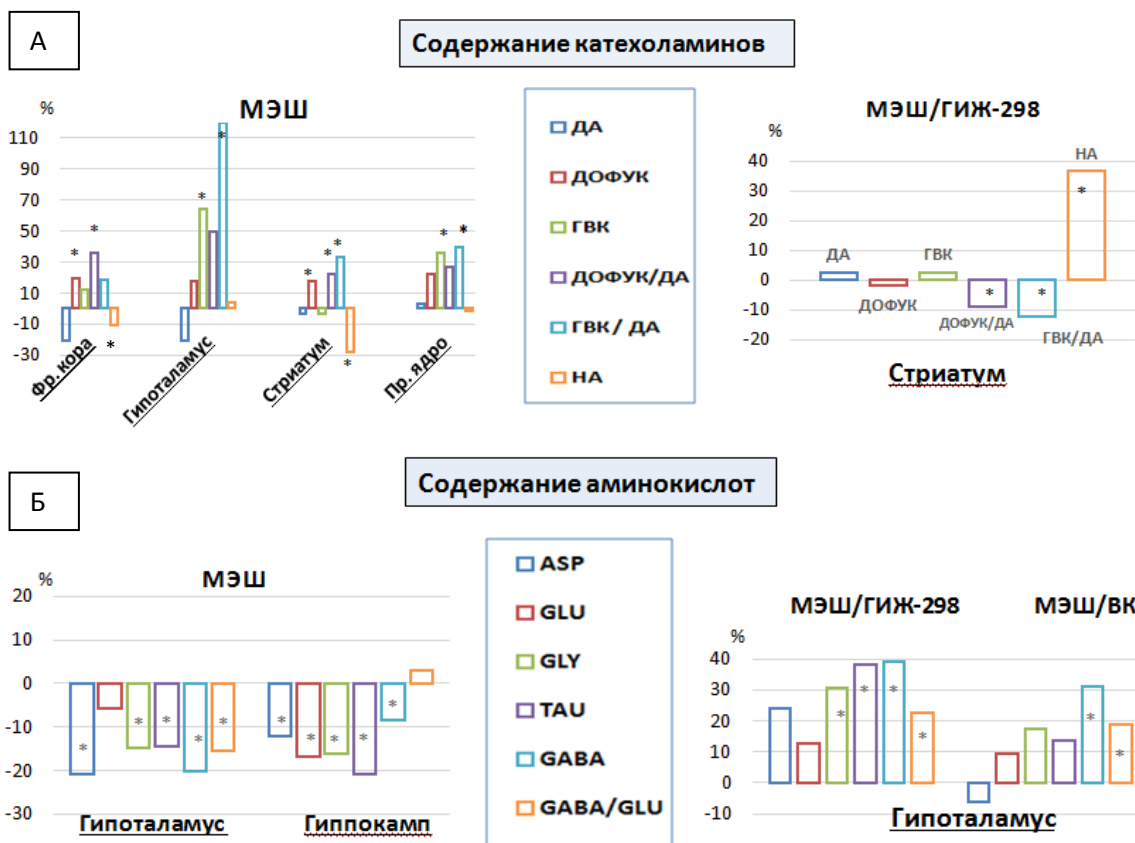 А
Содержание катехоламинов
МЭШ
%
110
90
70
50
30
10
-10
-30
* * * * * * * * * * *
Фр. кора
Гипоталамус
Стриатум
Пр. ядро
ДА
ДОФУК
ГВК
ДОФУК/ДА
ГВК/ ДА
НА
МЭШ/ГИЖ-298
%
40
30
20
10
0
-10
-20
ДА
ДОФУК
ГВК
ДОФУК/ДА
ГВК/ДА
НА
* * *
Стриатум
Б
Содержание аминокислот
МЭШ
%
20
10
0
-10
-20
-30
* * * * * * * * * *
Гипоталамус
Гиппокамп
ASP
GLU
GLY
TAU
GABA
GABA/GLU
МЭШ/ГИЖ-298
МЭШ/ВК
%
40
30
20
10
0
-10
* * * * * *
Гипоталамус